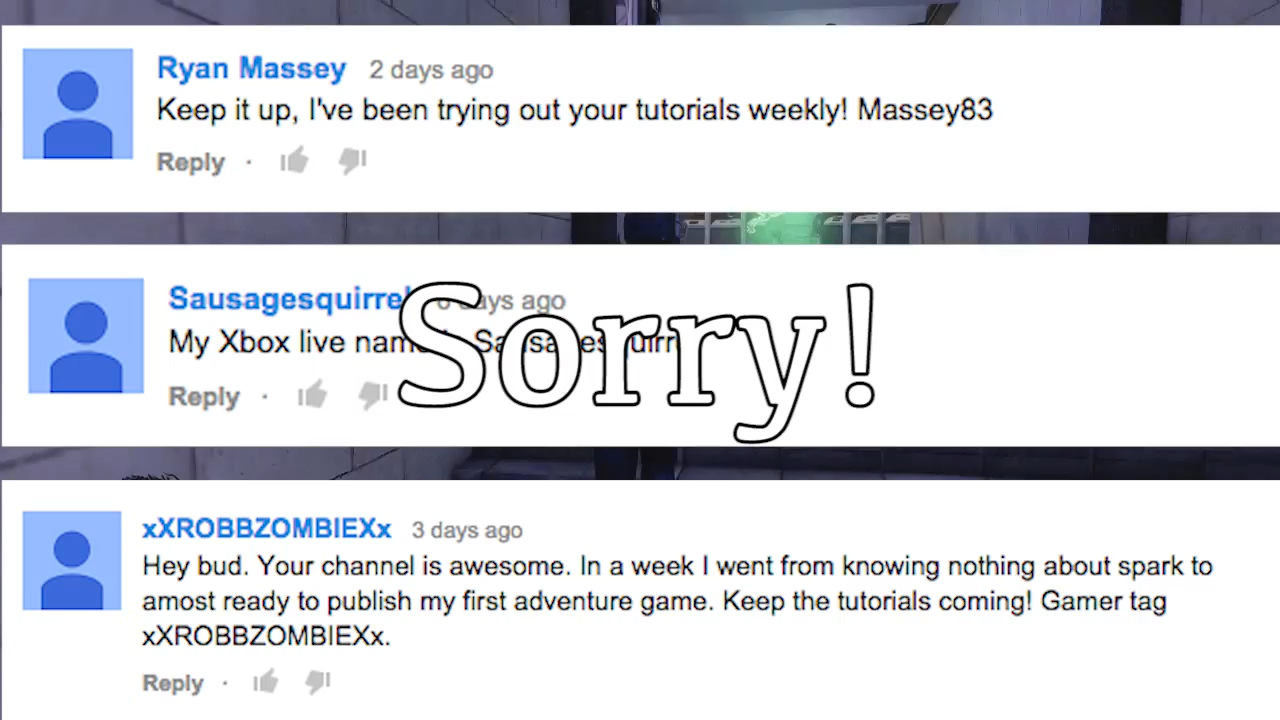 Ryan Massey 2 days ago
Keep it up, I've been trying out your tutorials weekly! Massey83
Reply ·
Sausagesquirrel days ago
My Xbox live name
Sorry!
Reply ·
xXROBBZOMBIEXx 3 days ago
Hey bud. Your channel is awesome. In a week I went from knowing nothing about spark to
amost ready to publish my first adventure game. Keep the tutorials coming! Gamer tag
xXROBBZOMBIEXx.
Reply ·